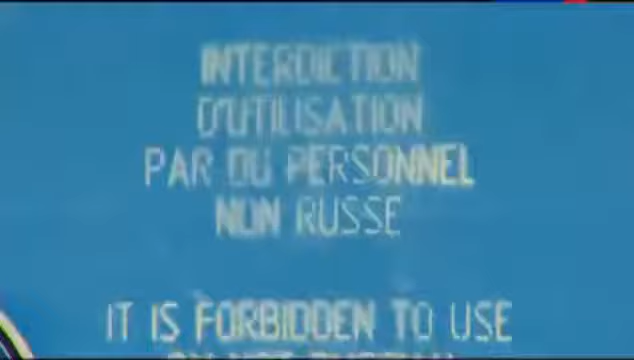 INTERDICTION
D'UTILISATION
PAR DU PERSONNEL
NON RUSSE
IT IS FORBIDDEN TO USE